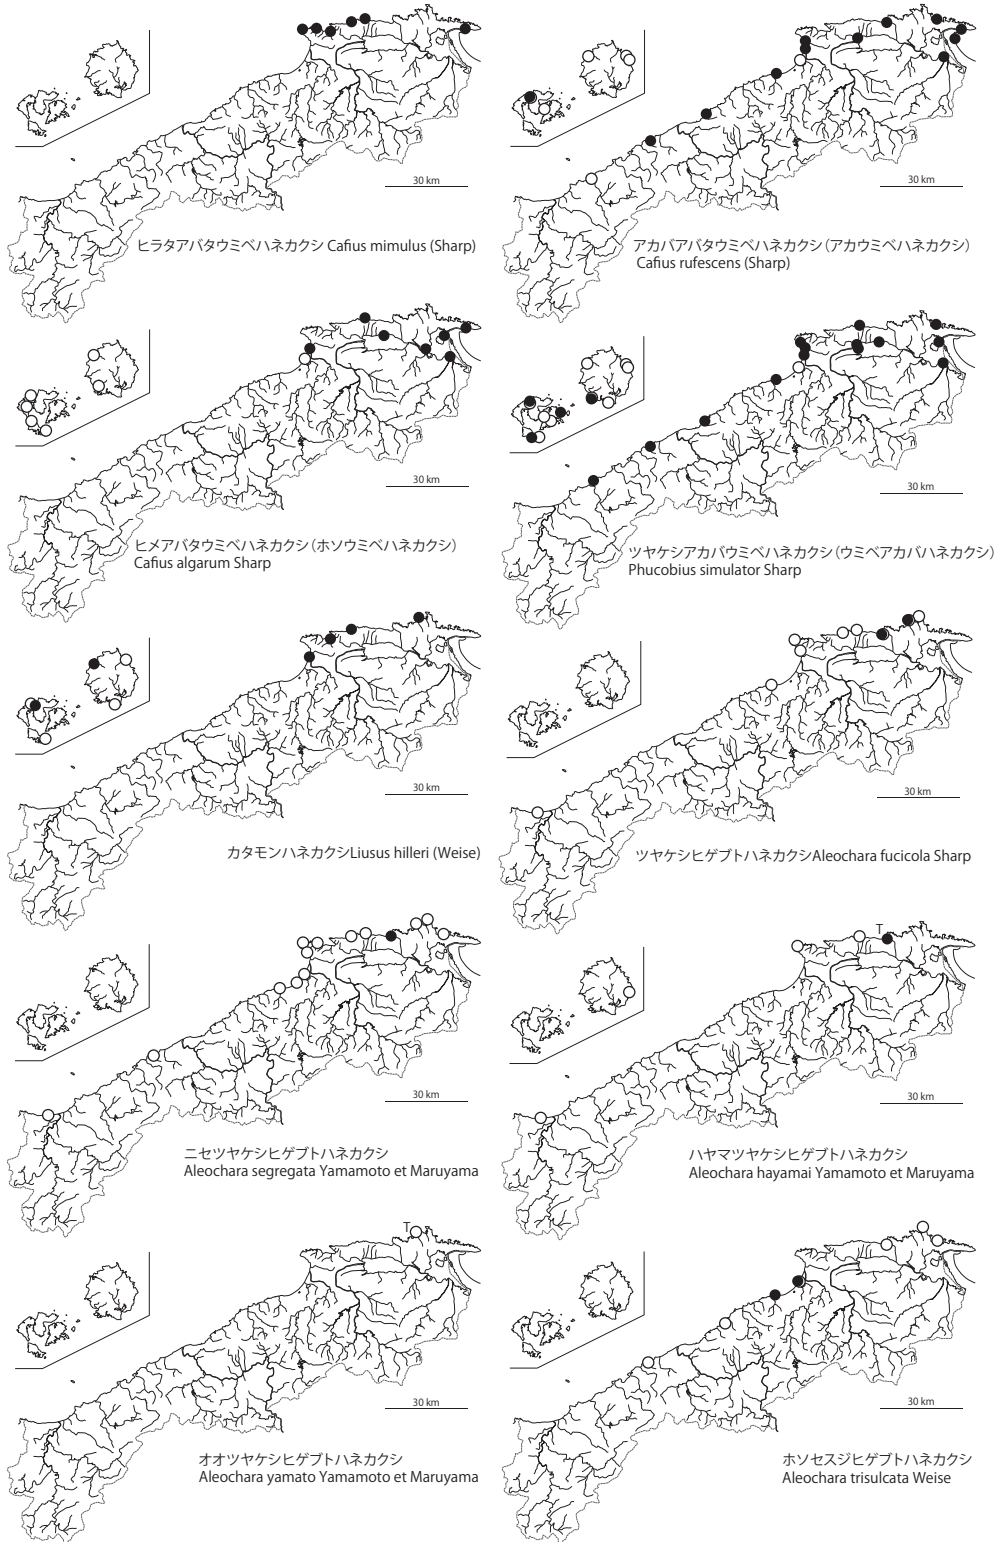 30 km
ヒラタアバタウミベハネカクシ Cafius mimulus (Sharp)
30 km
アカバアバタウミベハネカクシ（アカウミベハネカクシ）
Cafius rufescens (Sharp)
30 km
ヒメアバタウミベハネカクシ（ホソウミベハネカクシ）
Cafius algarum Sharp
30 km
ツヤケシアカバウミベハネカクシ（ウミベアカバハネカクシ）
Phucobius simulator Sharp
30 km
カタモンハネカクシLiusus hilleri (Weise)
30 km
ツヤケシヒゲブトハネカクシAleochara fucicola Sharp
30 km
ニセツヤケシヒゲブトハネカクシ
Aleochara segregata Yamamoto et Maruyama
T
30 km
ハヤマツヤケシヒゲブトハネカクシ
Aleochara hayamai Yamamoto et Maruyama
T
30 km
オオツヤケシヒゲブトハネカクシ
Aleochara yamato Yamamoto et Maruyama
30 km
ホソセスジヒゲブトハネカクシ
Aleochara trisulcata Weise